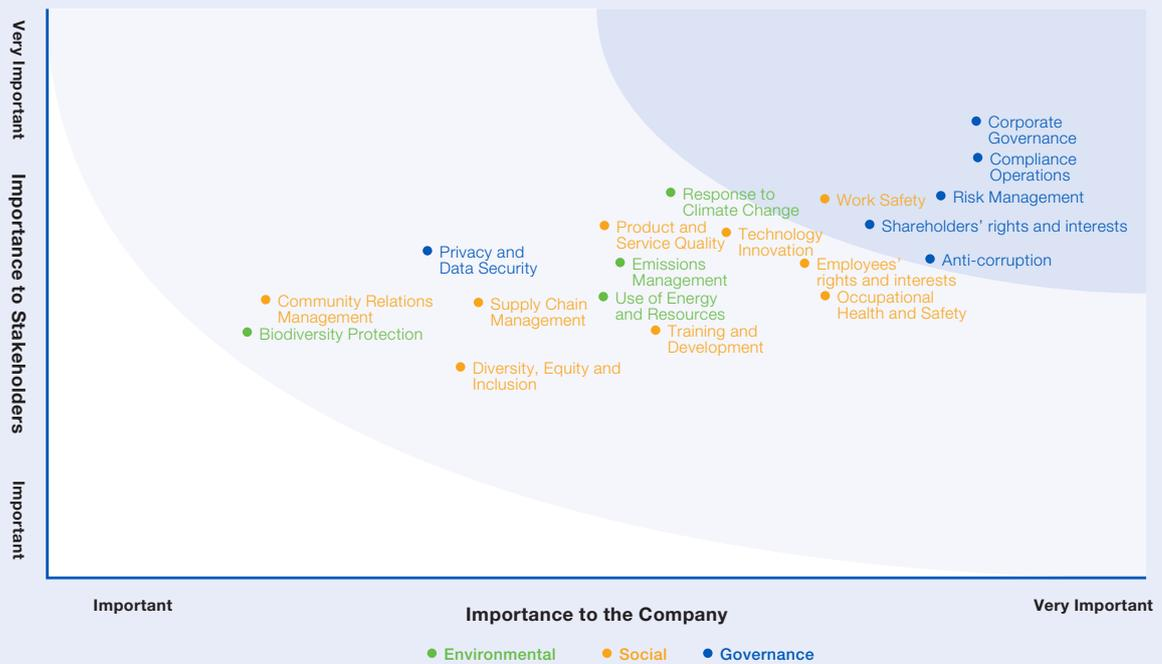 Very Important
Importance to Stakeholders
Important
Corporate
Governance
Compliance
Operations
Response to
Climate Change
Work Safety
Risk Management
Product and
Service Quality
Technology
Innovation
Shareholders' rights and interests
Privacy and
Data Security
Emissions
Management
Employees'
rights and interests
Anti-corruption
Community Relations
Management
Supply Chain
Management
Use of Energy
and Resources
Occupational
Health and Safety
Biodiversity Protection
Training and
Development
Diversity, Equity and
Inclusion
Important
Importance to the Company
Very Important
Environmental
Social
Governance